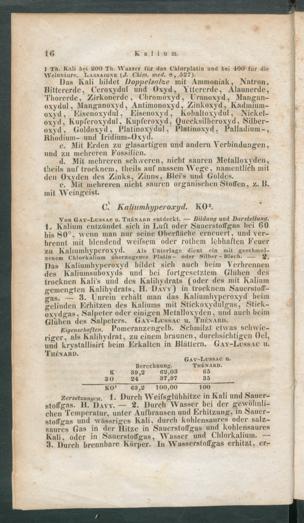 16 Kalium.
1 Th. Kali bei 200 Th. Wasser für das Chlorplatin und bei 400 für die
Weinsäure. LASSAIGNE (J. Chim. med. 8, 527).
Das Kali bildet Doppelsalze mit Ammoniak, Natron,
Bittererde, Ceroxydul und Oxyd, Yttererde, Alaunerde,
Thorerde, Zirkonerde, Chromoxyd, Uranoxyd, Mangan-
oxydul, Manganoxyd, Antimonoxyd, Zinkoxyd, Kadmium-
oxyd, Eisenoxydul, Eisenoxyd, Kobaltoxydul, Nickel-
oxyd, Kupferoxydul, Kupferoxyd, Quecksilberoxyd, Silber-
oxyd, Goldoxyd, Platinoxydul, Platinoxyd, Palladium-,
Rhodium- und Iridium-Oxyd.
c. Mit Erden zu glasartigen und andern Verbindungen,
und zu mehreren Fossilien.
d. Mit mehreren schweren, nicht sauren Metalloxyden,
theils auf trocknem, theils auf nassem Wege, namentlich mit
den Oxyden des Zinks, Zinns, Blei's und Goldes.
e. Mit mehreren nicht sauren organischen Stoffen, z. B.
mit Weingeist.
C. Kaliumhyperoxyd. KO³.
Von GAY-LUSSAC u. THÉNARD entdeckt. — Bildung und Darstellung.
1. Kalium entzündet sich in Luft oder Sauerstoffgas bei 60
bis 80°, wenn man nur seine Oberfläche erneuert, und ver-
brennt mit blendend weifsem oder rothem lebhaften Feuer
zu Kaliumhyperoxyd. Als Unterlage dient ein mit geschmol-
zenem Chlorkalium überzogenes Platin- oder Silber-Blech. — 2.
Das Kaliumhyperoxyd bildet sich auch beim Verbrennen
des Kaliumsuboxyds und bei fortgesetztem Glühen des
trocknen Kali's und des Kalihydrats (oder des mit Kalium
gemengten Kalihydrats, H. DAVY) in trocknem Sauerstoff-
gas. — 3. Unrein erhält man das Kaliumhyperoxyd beim
gelinden Erhitzen des Kaliums mit Stickoxydulgas, Stick-
oxydgas, Salpeter oder einigen Metalloxyden, und auch beim
Glühen des Salpeters. GAY-LUSSAC u. THÉNARD.
Eigenschaften. Pomeranzengelb. Schmilzt etwas schwie-
riger, als Kalihydrat, zu einem braunen, durchsichtigen Oel,
und krystallisirt beim Erkalten in Blättern. GAY-LUSSAC u.
THÉNARD.
GAY-LUSSAC u.
Berechnung. THÉNARD.
K 39,2 62,03 65
3 O 24 37,97 35
KO³ 63,2 100,00 100
Zersetzungen. 1. Durch Weifsglühhitze in Kali und Sauer-
stoffgas. H. DAVY. — 2. Durch Wasser bei der gewöhnli-
chen Temperatur, unter Aufbrausen und Erhitzung, in Sauer-
stoffgas und wässriges Kali, durch kohlensaures oder salz-
saures Gas in der Hitze in Sauerstoffgas und kohlensaures
Kali, oder in Sauerstoffgas, Wasser und Chlorkalium. —
3. Durch brennbare Körper. In Wasserstoffgas erhitzt, er-